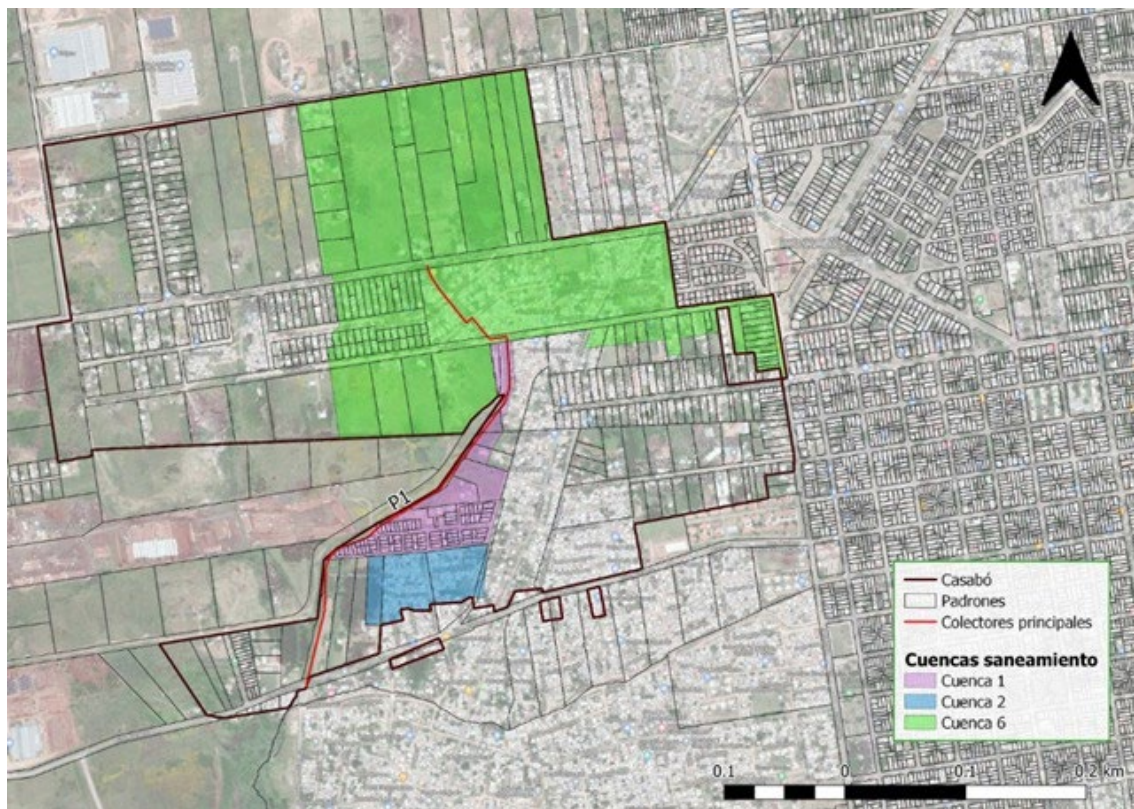 P1
Casabó
Padrones
Colectores principales
Cuencas saneamiento
Cuenca 1
Cuenca 2
Cuenca 6
0.1 0 0.1 0.2 km